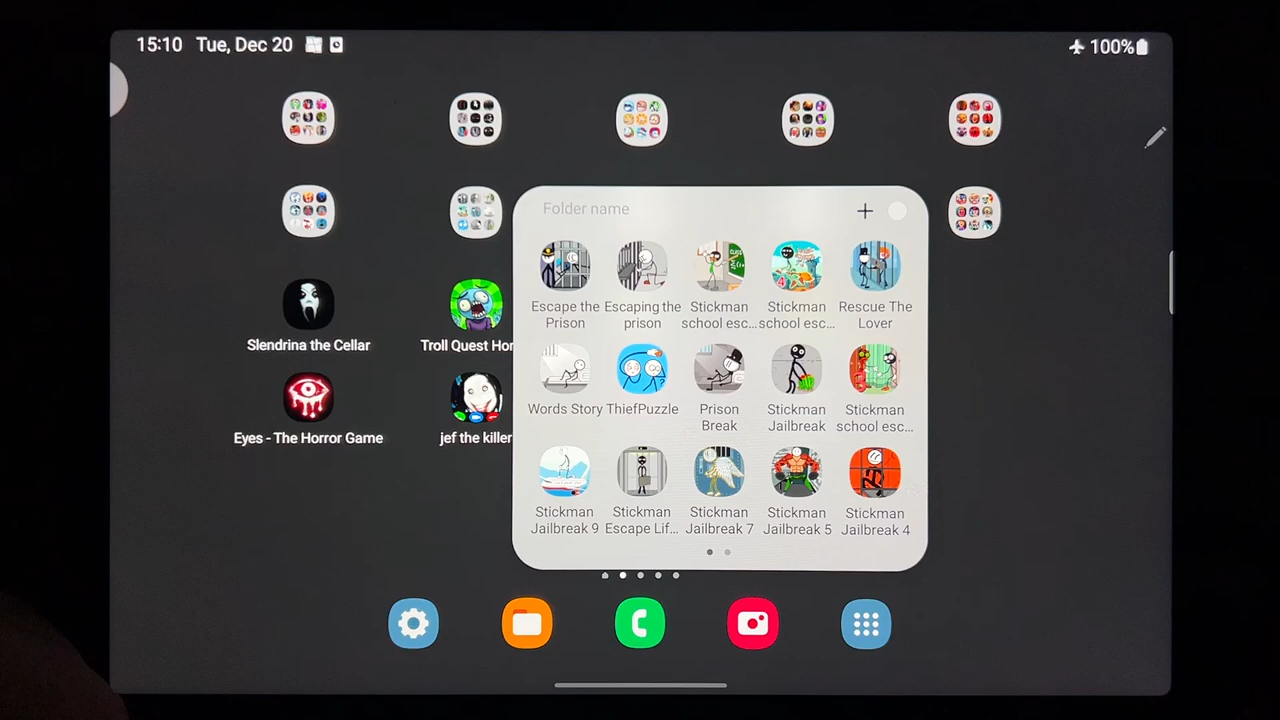 15:10 Tue, Dec 20
100%
Folder name
Escape the Prison
Escaping the prison
Stickman school esc...
Stickman school esc...
Rescue The Lover
Slendrina the Cellar
Troll Quest Hor
Words Story
ThiefPuzzle
Prison Break
Stickman Jailbreak
Stickman school esc...
Eyes - The Horror Game
jef the killer
Stickman Jailbreak 9
Stickman Escape Lif...
Stickman Jailbreak 7
Stickman Jailbreak 5
Stickman Jailbreak 4
CLASS
4